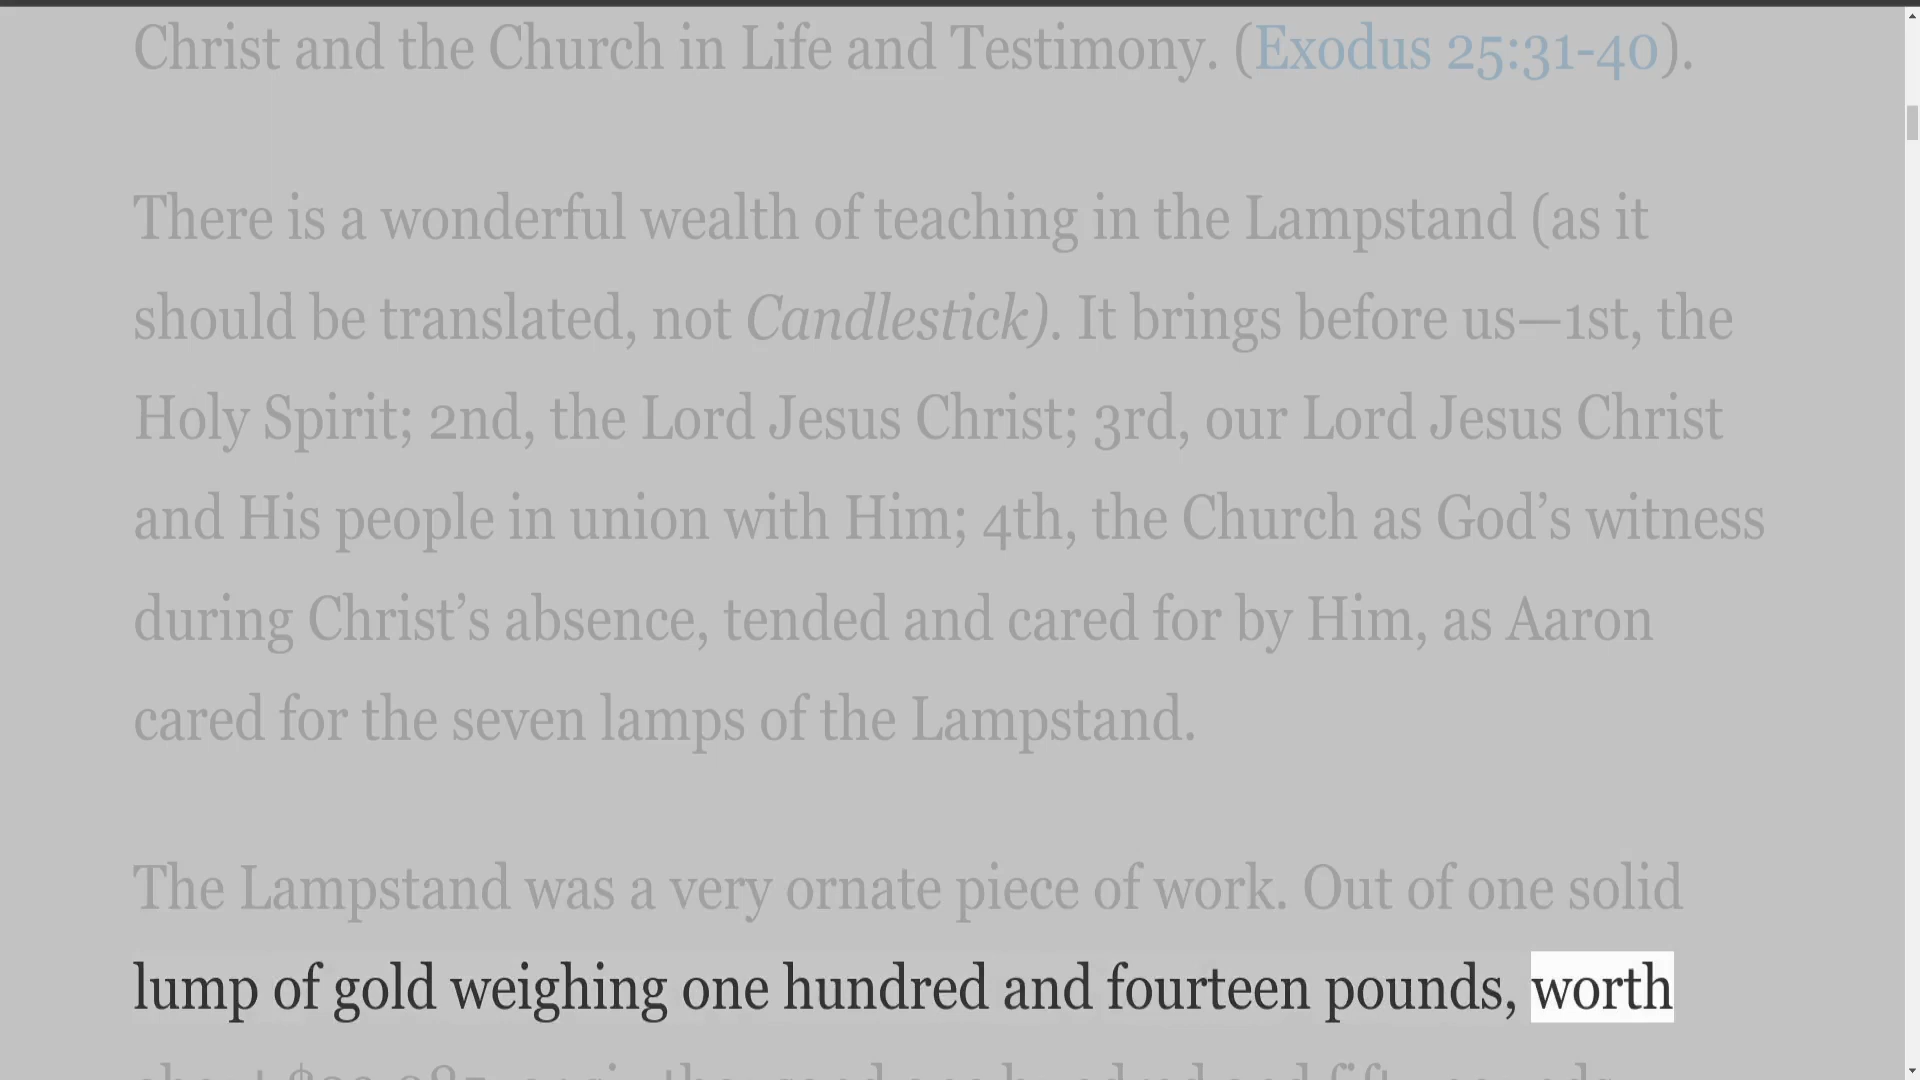 Christ and the Church in Life and Testimony. (Exodus 25:31-40).
There is a wonderful wealth of teaching in the Lampstand (as it
should be translated, not Candlestick). It brings before us—1st, the
Holy Spirit; 2nd, the Lord Jesus Christ; 3rd, our Lord Jesus Christ
and His people in union with Him; 4th, the Church as God’s witness
during Christ’s absence, tended and cared for by Him, as Aaron
cared for the seven lamps of the Lampstand.
The Lampstand was a very ornate piece of work. Out of one solid
lump of gold weighing one hundred and fourteen pounds, worth